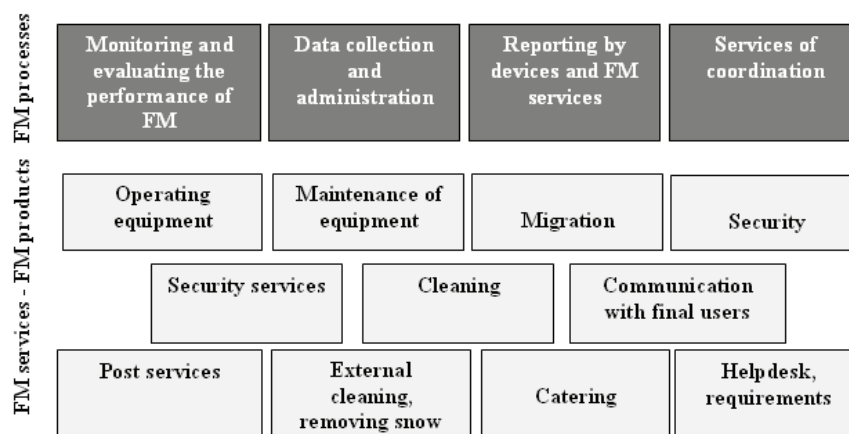 FM processes
Monitoring and
evaluating the
performance of
FM
Data collection
and
administration
Reporting by
devices and FM
services
Services of
coordination
FM services - FM products
Operating
equipment
Maintenance of
equipment
Migration
Security
Security services
Cleaning
Communication
with final users
Post services
External
cleaning,
removing snow
Catering
Helpdesk,
requirements